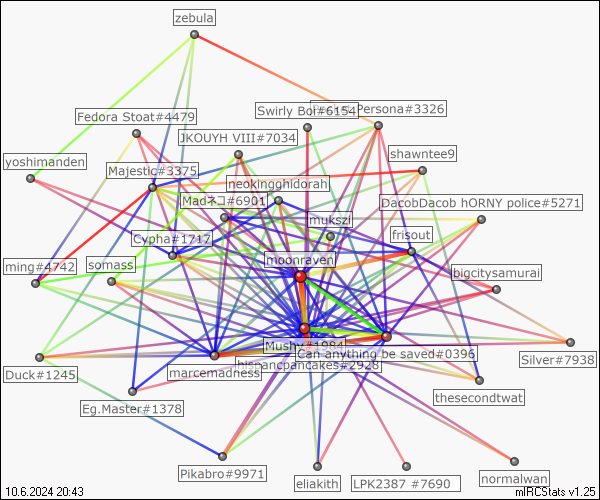 zebula
Swirly Boi#6154
Persona#3326
Fedora Stoat#4479
JKOUYH VIII#7034
shawntee9
yoshimanden
Majestic#3375
neokingghidorah
Madネコ#6901
DacobDacob hORNY police#5271
mukszi
Cypha#1717
frisout
moonraven
ming#4742
somass
bigcitysamurai
Mushx#1984
Can anything be saved#0396
Silver#7938
hispancpancakes#2928
Duck#1245
marcemadness
thesecondtwat
Eg.Master#1378
Pikabro#9971
eliakith
LPK2387 #7690
normalwan
10.6.2024 20:43
mIRCStats v1.25